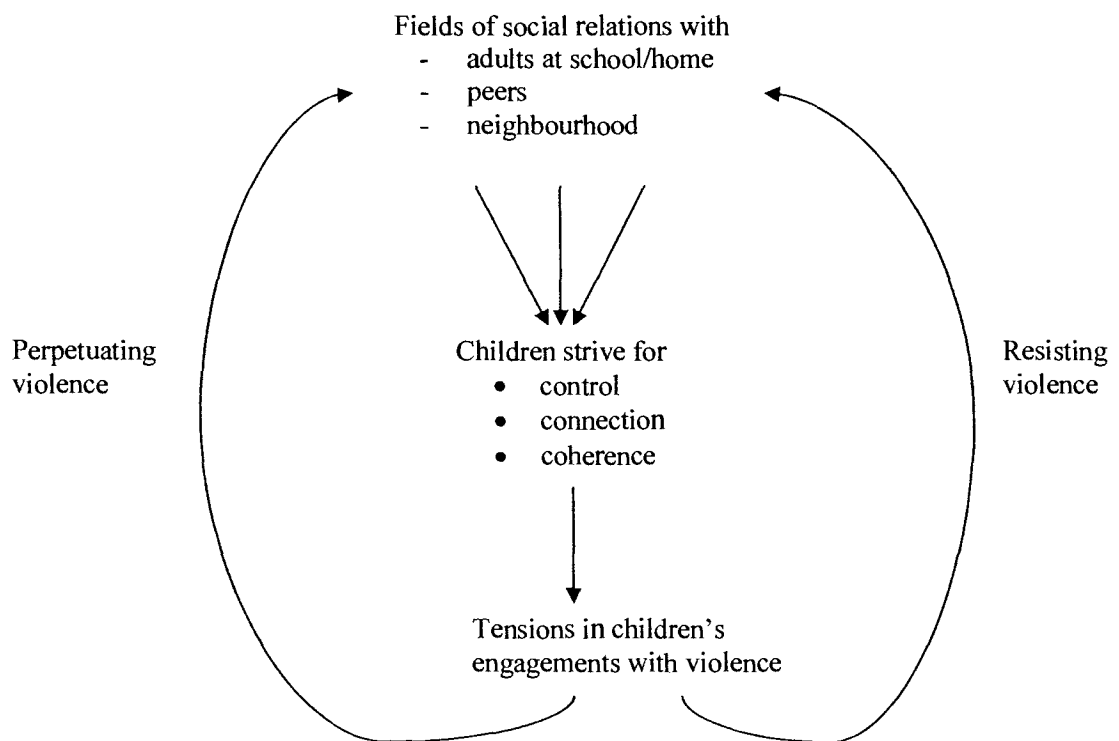 Fields of social relations with
- adults at school/home
- peers
- neighbourhood
Perpetuating
violence
Children strive for
• control
• connection
• coherence
Resisting
violence
Tensions in children's
engagements with violence